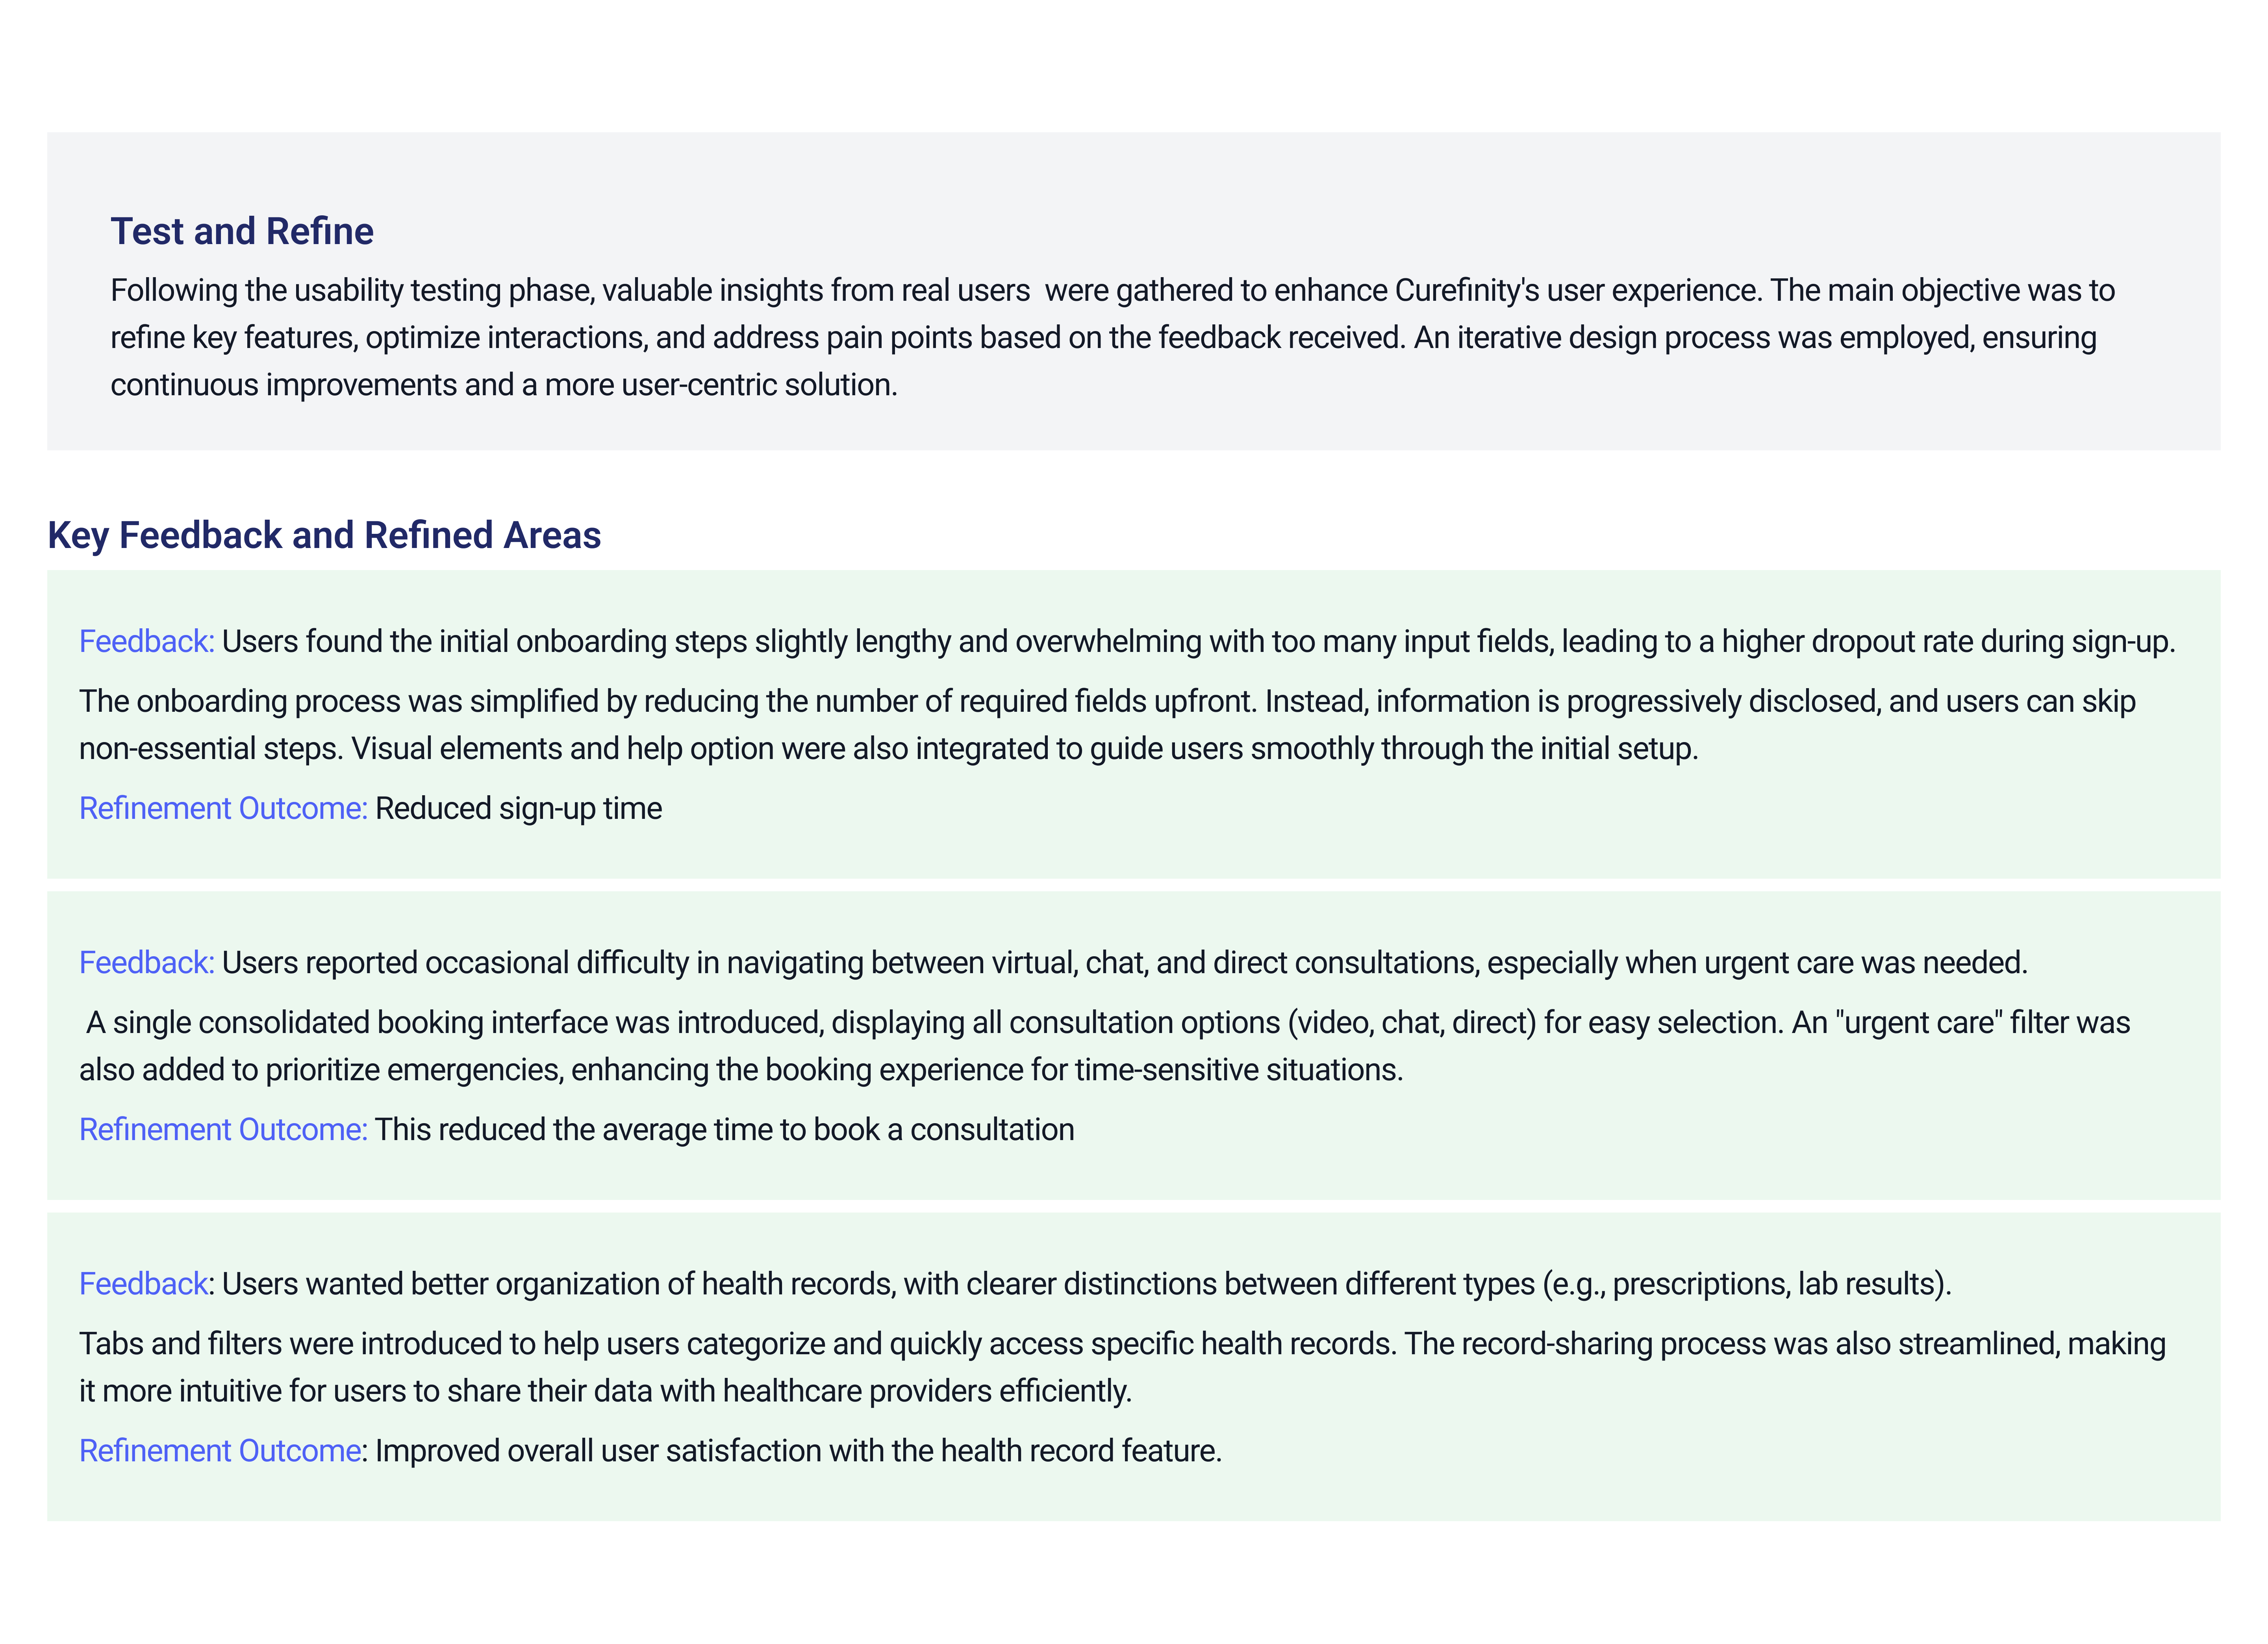 Test and Refine
Following the usability testing phase, valuable insights from real users  were gathered to enhance Curefinity's user experience. The main objective was to
refine key features, optimize interactions, and address pain points based on the feedback received. An iterative design process was employed, ensuring
continuous improvements and a more user-centric solution.
Key Feedback and Refined Areas
Feedback: Users found the initial onboarding steps slightly lengthy and overwhelming with too many input fields, leading to a higher dropout rate during sign-up.
The onboarding process was simplified by reducing the number of required fields upfront. Instead, information is progressively disclosed, and users can skip
non-essential steps. Visual elements and help option were also integrated to guide users smoothly through the initial setup.
Refinement Outcome: Reduced sign-up time
Feedback: Users reported occasional difficulty in navigating between virtual, chat, and direct consultations, especially when urgent care was needed.
A single consolidated booking interface was introduced, displaying all consultation options (video, chat, direct) for easy selection. An "urgent care" filter was
also added to prioritize emergencies, enhancing the booking experience for time-sensitive situations.
Refinement Outcome: This reduced the average time to book a consultation
Feedback: Users wanted better organization of health records, with clearer distinctions between different types (e.g., prescriptions, lab results).
Tabs and filters were introduced to help users categorize and quickly access specific health records. The record-sharing process was also streamlined, making
it more intuitive for users to share their data with healthcare providers efficiently.
Refinement Outcome: Improved overall user satisfaction with the health record feature.